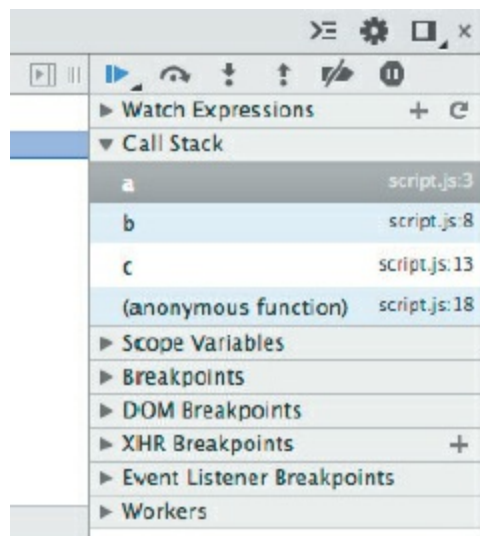 Watch Expressions
Call Stack
a script.js:3
b script.js:8
c script.js:13
(anonymous function) script.js:18
Scope Variables
Breakpoints
DOM Breakpoints
XHR Breakpoints
Event Listener Breakpoints
Workers